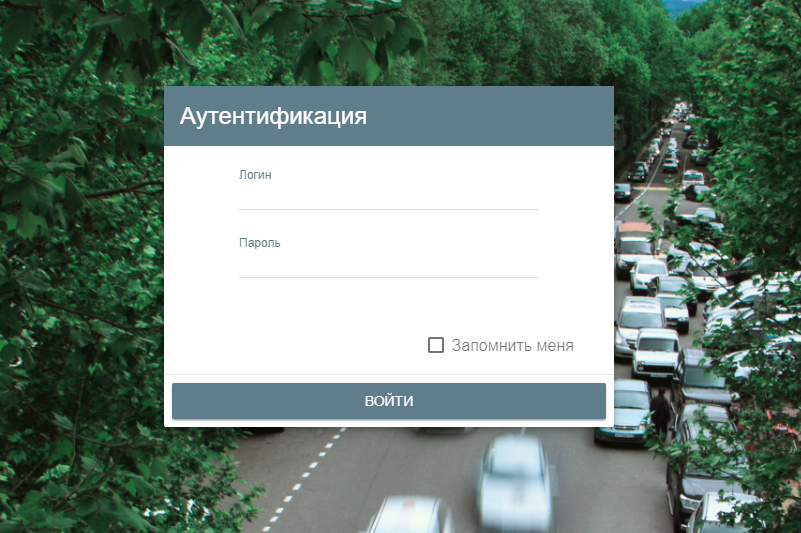 Аутентификация
Логин
Пароль
Запомнить меня
ВОЙТИ